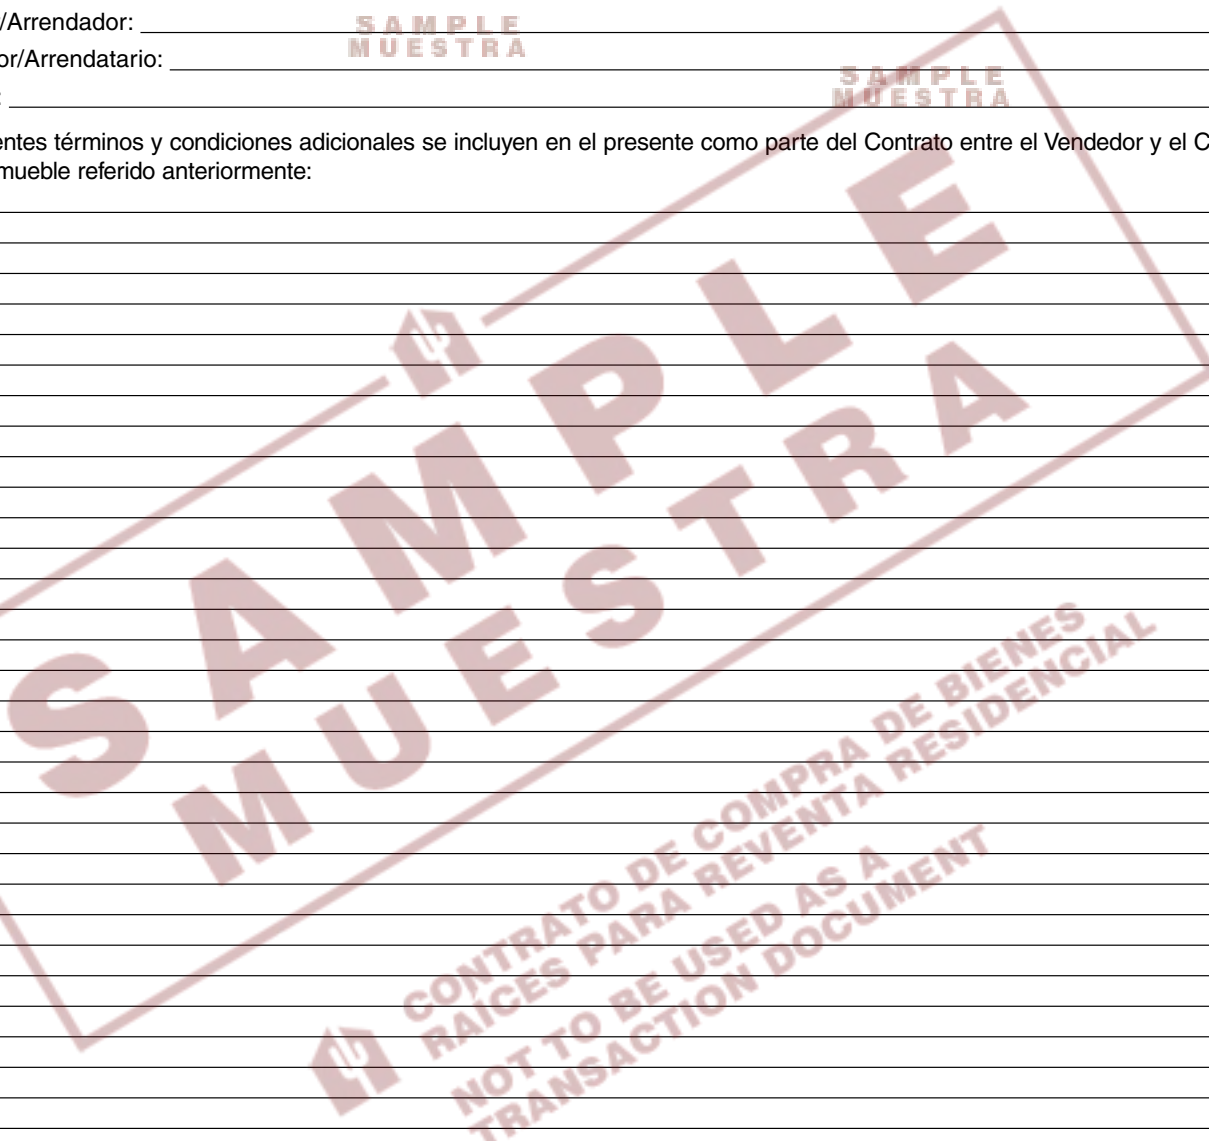 /Arrendador:
SAMPLE
MUESTRA
or/Arrendatario:
SAMPLE
MUESTRA
:
entes términos y condiciones adicionales se incluyen en el presente como parte del Contrato entre el Vendedor y el C
mueble referido anteriormente:
SAMPLE
MUESTRA
CONTRATO DE COMPRA DE BIENES
RAICES PARA REVENTA RESIDENCIAL
NOT TO BE USED AS A
TRANSACTION DOCUMENT